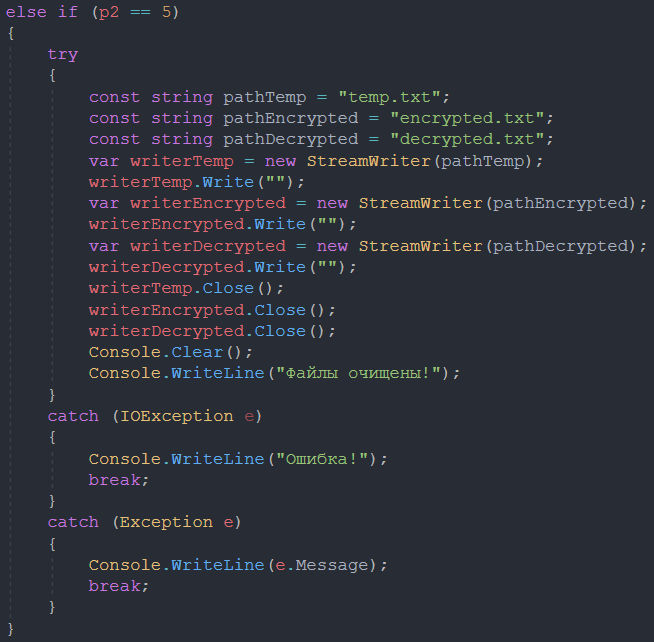 else if (p2 == 5)
{
try
{
const string pathTemp = "temp.txt";
const string pathEncrypted = "encrypted.txt";
const string pathDecrypted = "decrypted.txt";
var writerTemp = new StreamWriter(pathTemp);
writerTemp.Write("");
var writerEncrypted = new StreamWriter(pathEncrypted);
writerEncrypted.Write("");
var writerDecrypted = new StreamWriter(pathDecrypted);
writerDecrypted.Write("");
writerTemp.Close();
writerEncrypted.Close();
writerDecrypted.Close();
Console.Clear();
Console.WriteLine("Файлы очищены!");
}
catch (IOException e)
{
Console.WriteLine("Ошибка!");
break;
}
catch (Exception e)
{
Console.WriteLine(e.Message);
break;
}
}